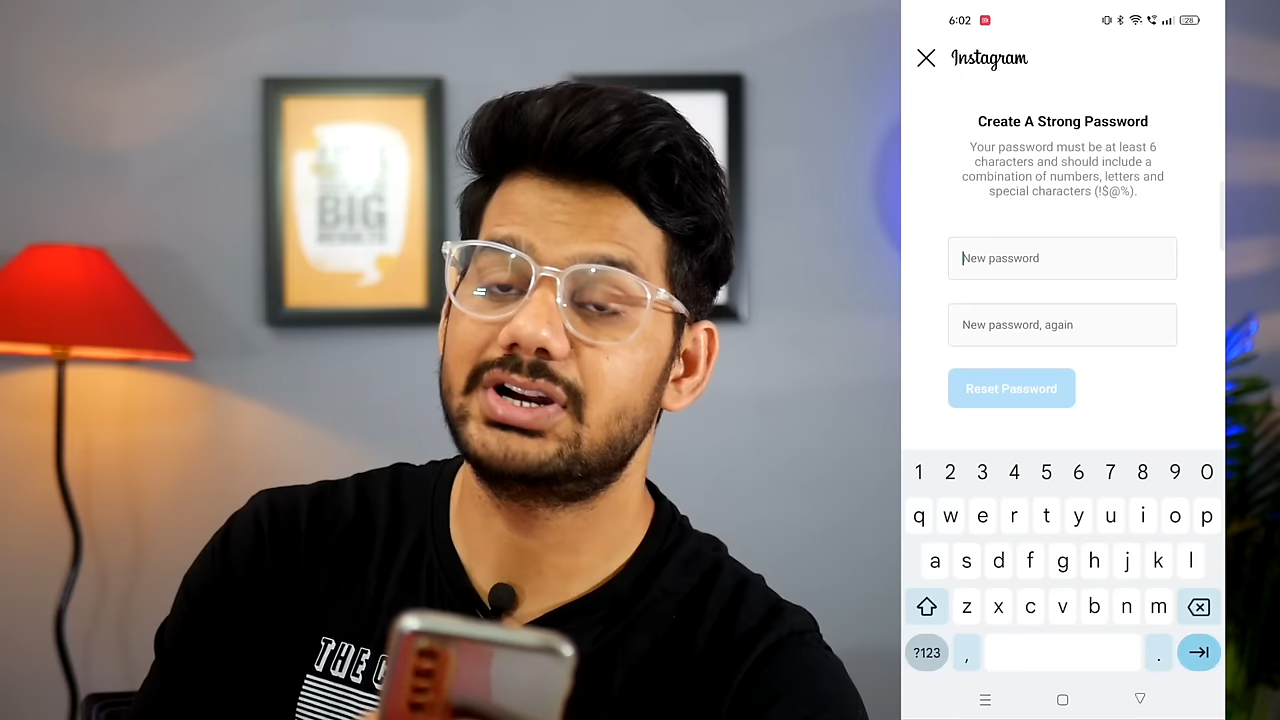 BIG
THE
6:02
28
Instagram
Create A Strong Password
Your password must be at least 6
characters and should include a
combination of numbers, letters and
special characters (!$@%).
New password
New password, again
Reset Password
1 2 3 4 5 6 7 8 9 0
q w e r t y u i o p
a s d f g h j k l
z x c v b n m
?123 , .